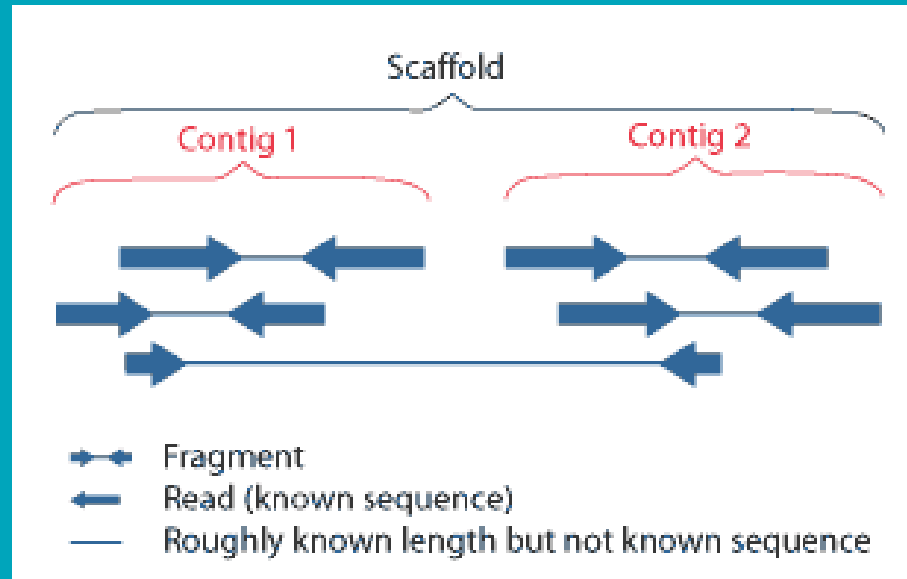 Scaffold
Contig 1
Contig 2
Fragment
Read (known sequence)
Roughly known length but not known sequence